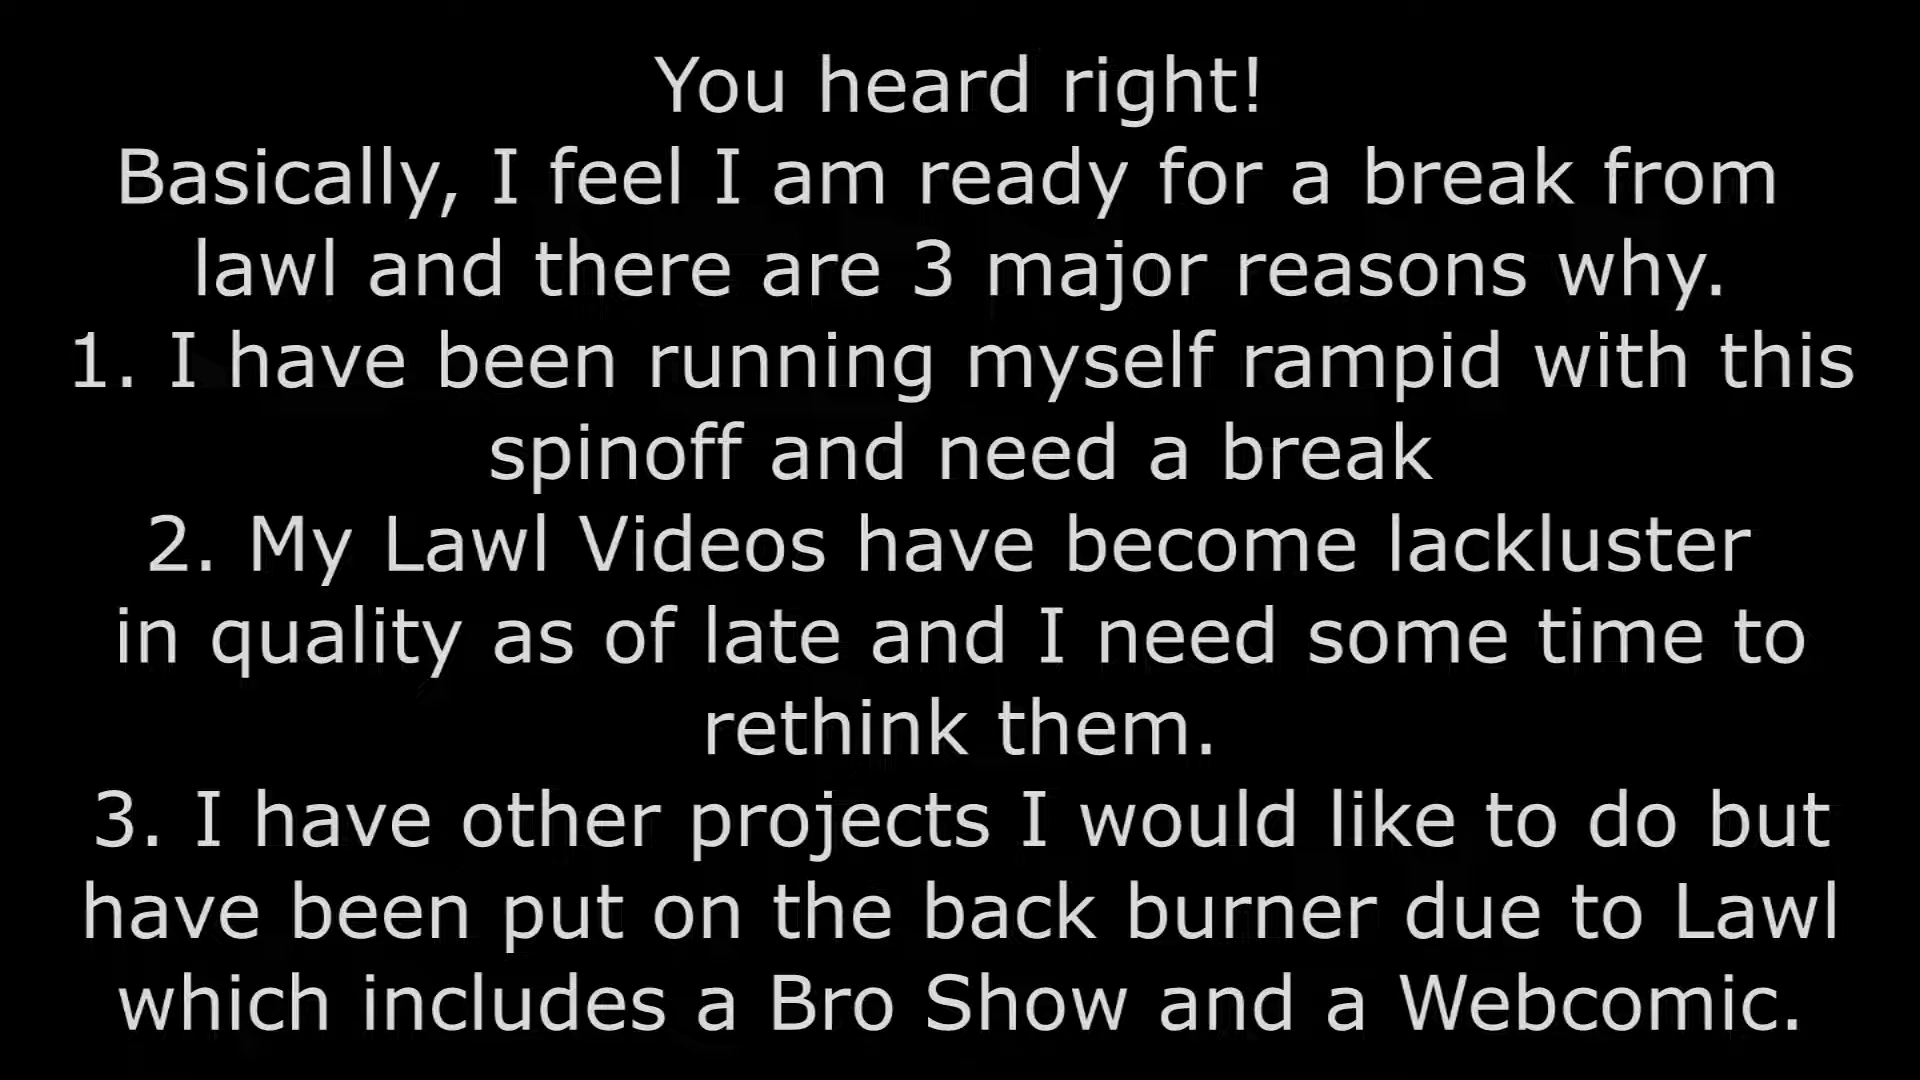 You heard right!
Basically, I feel I am ready for a break from
lawl and there are 3 major reasons why.
1. I have been running myself rampid with this
spinoff and need a break
2. My Lawl Videos have become lackluster
in quality as of late and I need some time to
rethink them.
3. I have other projects I would like to do but
have been put on the back burner due to Lawl
which includes a Bro Show and a Webcomic.